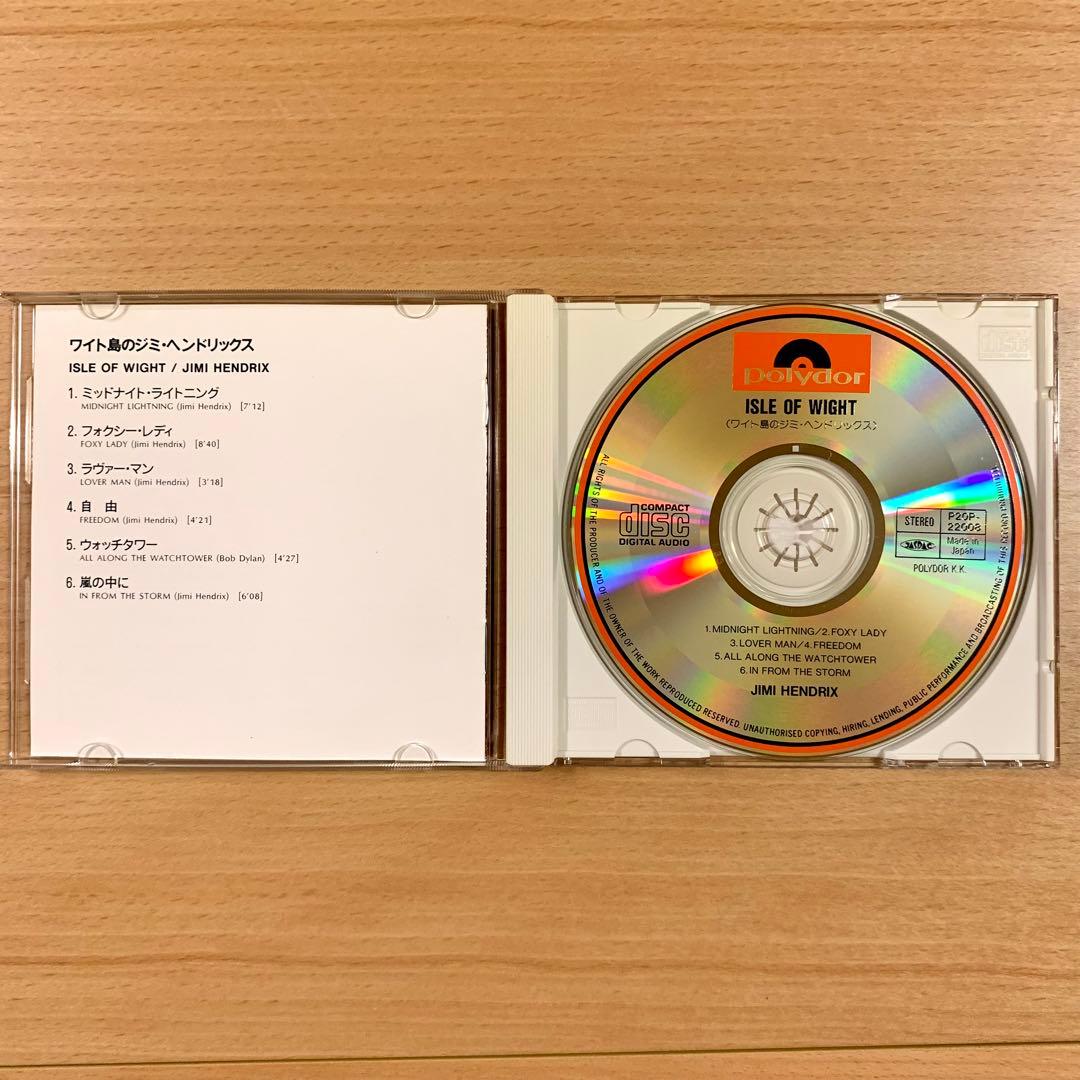 ワイト島のジミ・ヘンドリックス
ISLE OF WIGHT / JIMI HENDRIX
1. ミッドナイト・ライトニング
MIDNIGHT LIGHTNING (Jimi Hendrix) [7'12]
2. フォクシー・レディ
FOXY LADY (Jimi Hendrix) [8'40]
3. ラヴァー・マン
LOVER MAN (Jimi Hendrix) [3'18]
4. 自 由
FREEDOM (Jimi Hendrix) [4'21]
5. ウォッチタワー
ALL ALONG THE WATCHTOWER (Bob Dylan) [4'27]
6. 嵐の中に
IN FROM THE STORM (Jimi Hendrix) [6'08]
polydor
ISLE OF WIGHT
(ワイト島のジミ・ヘンドリックス)
COMPACT
disc
DIGITAL AUDIO
STEREO
P20P-
22008
JASRAC
Made in
Japan
POLYDOR K.K.
1.MIDNIGHT LIGHTNING/2.FOXY LADY
3.LOVER MAN/4.FREEDOM
5.ALL ALONG THE WATCHTOWER
6.IN FROM THE STORM
JIMI HENDRIX
ALL RIGHTS OF THE PRODUCER AND OF THE OWNER OF THE WORK REPRODUCED RESERVED. UNAUTHORISED COPYING, HIRING, LENDING, PUBLIC PERFORMANCE AND BROADCASTING OF THIS
disc